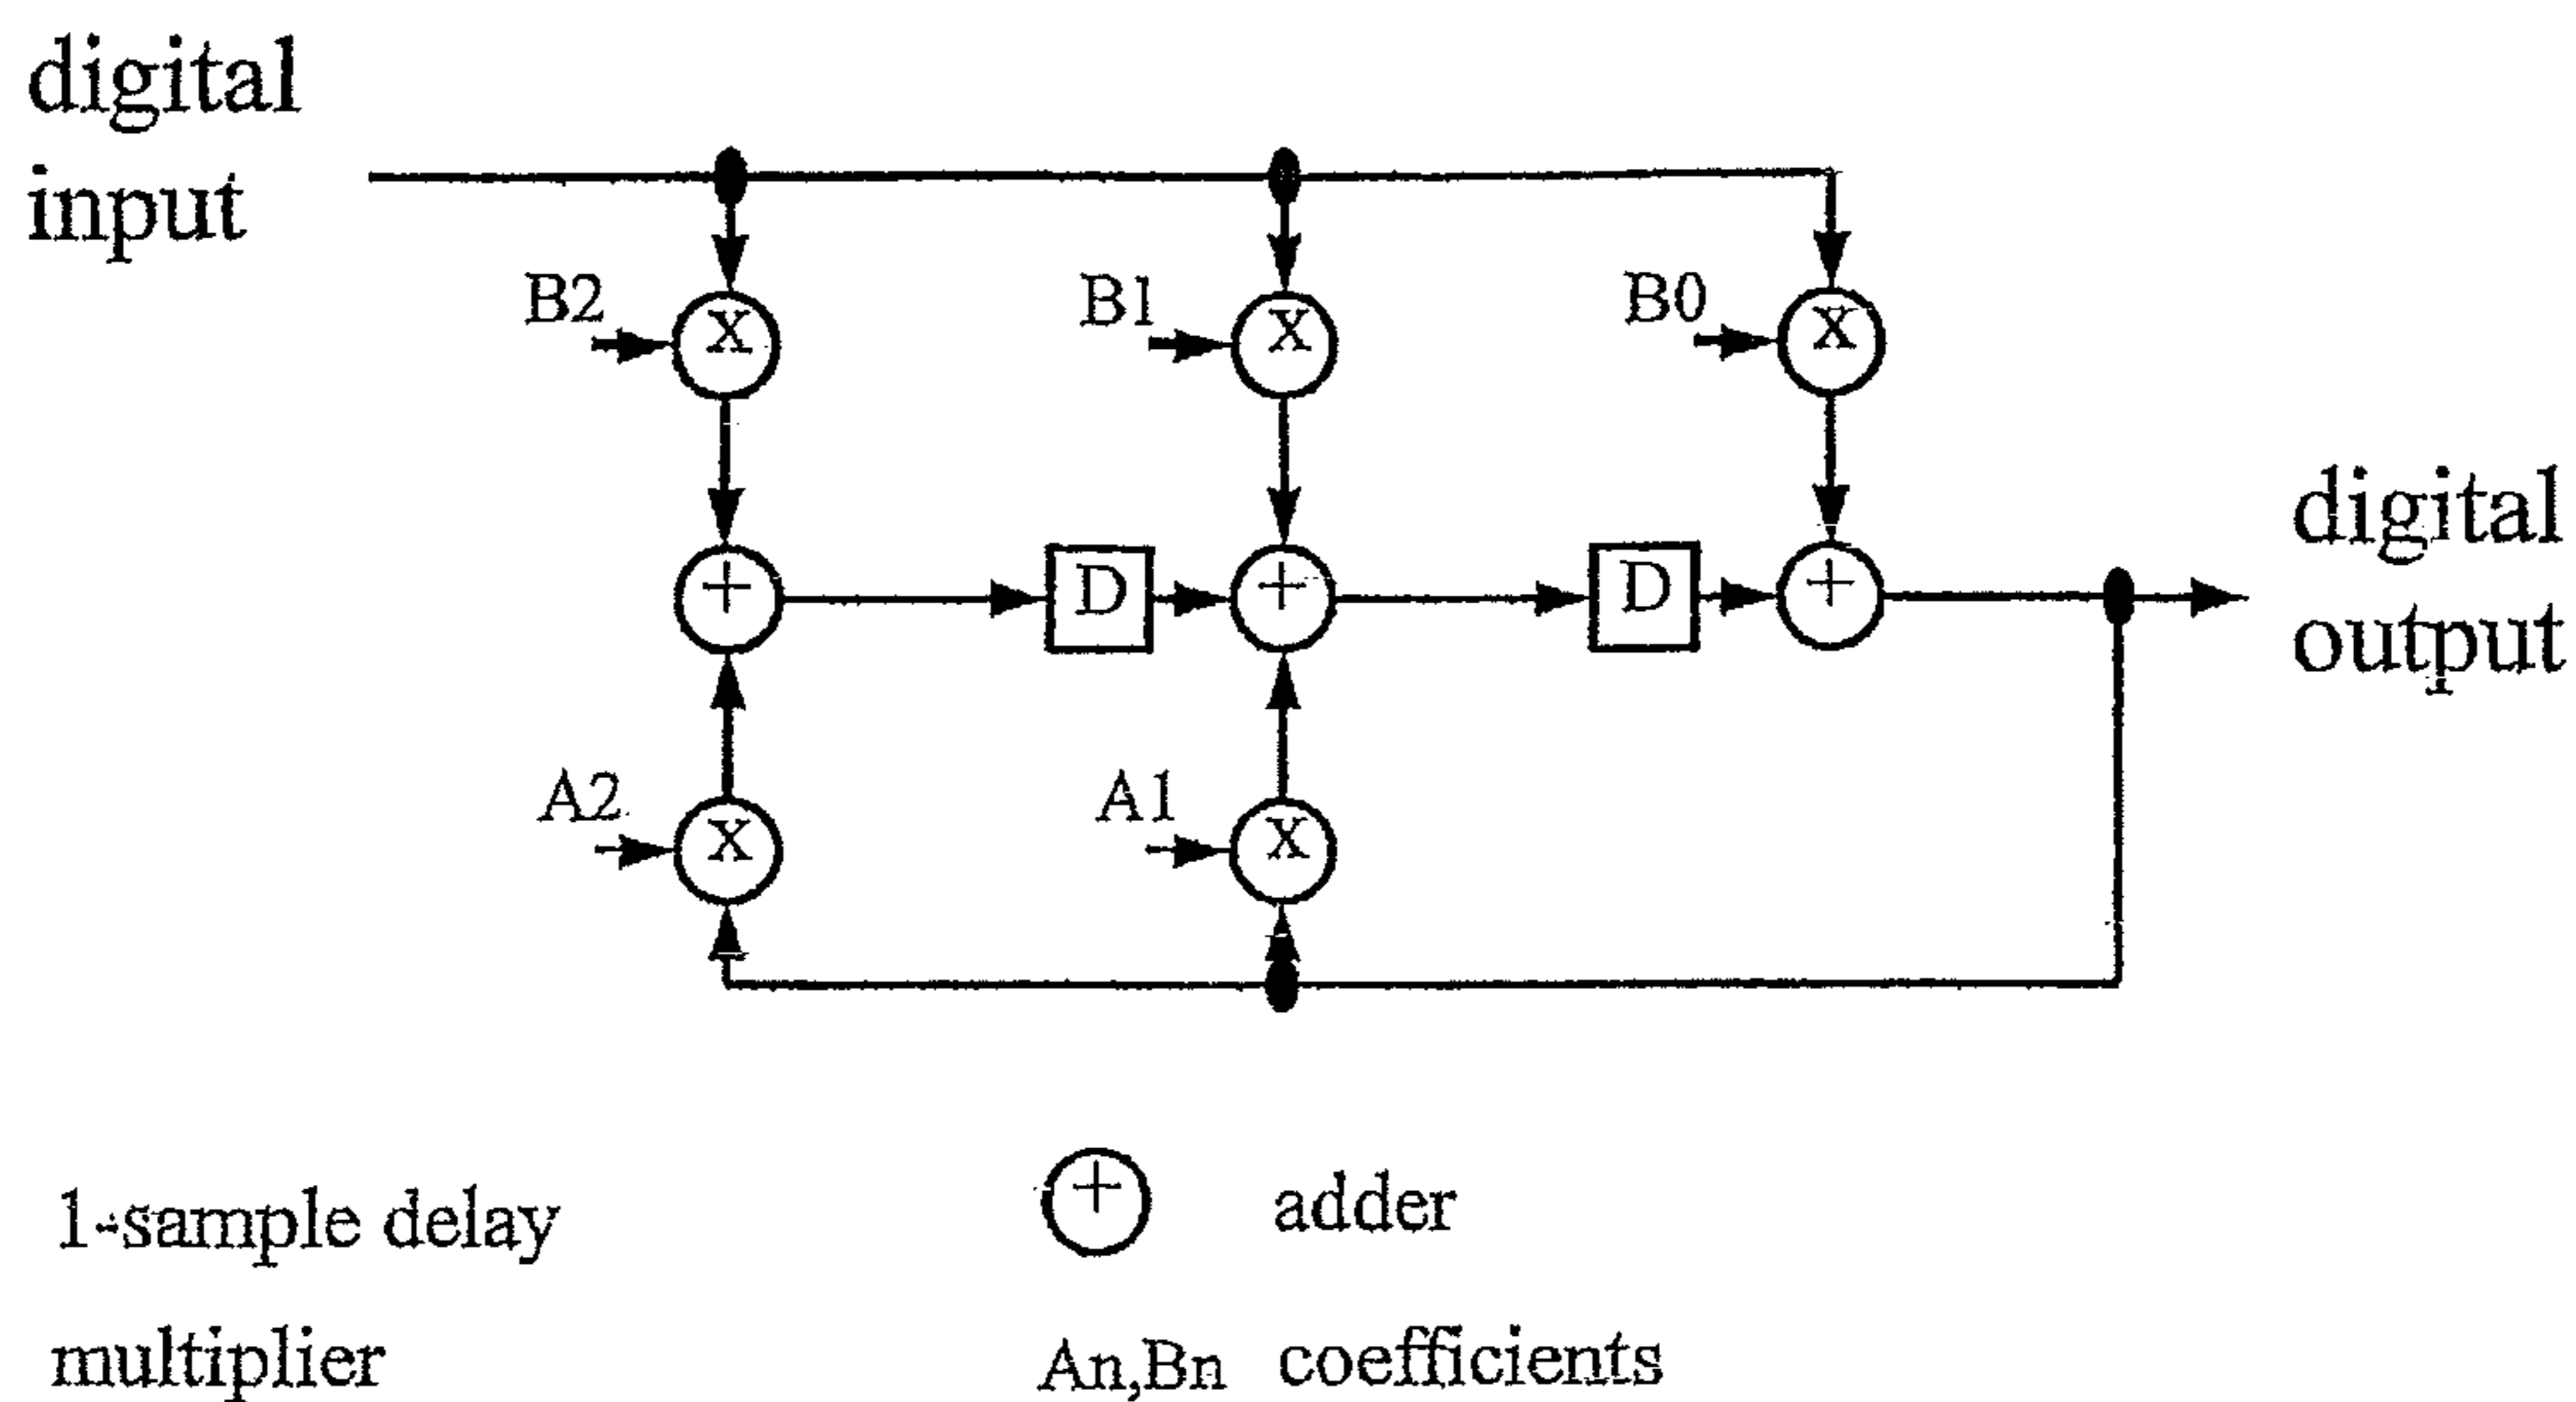 digital
input
B2
B1
B0
X
X
X
digital
output
+
D
+
D
+
A2
A1
X
X
1-sample delay
+
adder
multiplier
An,Bn
coefficients